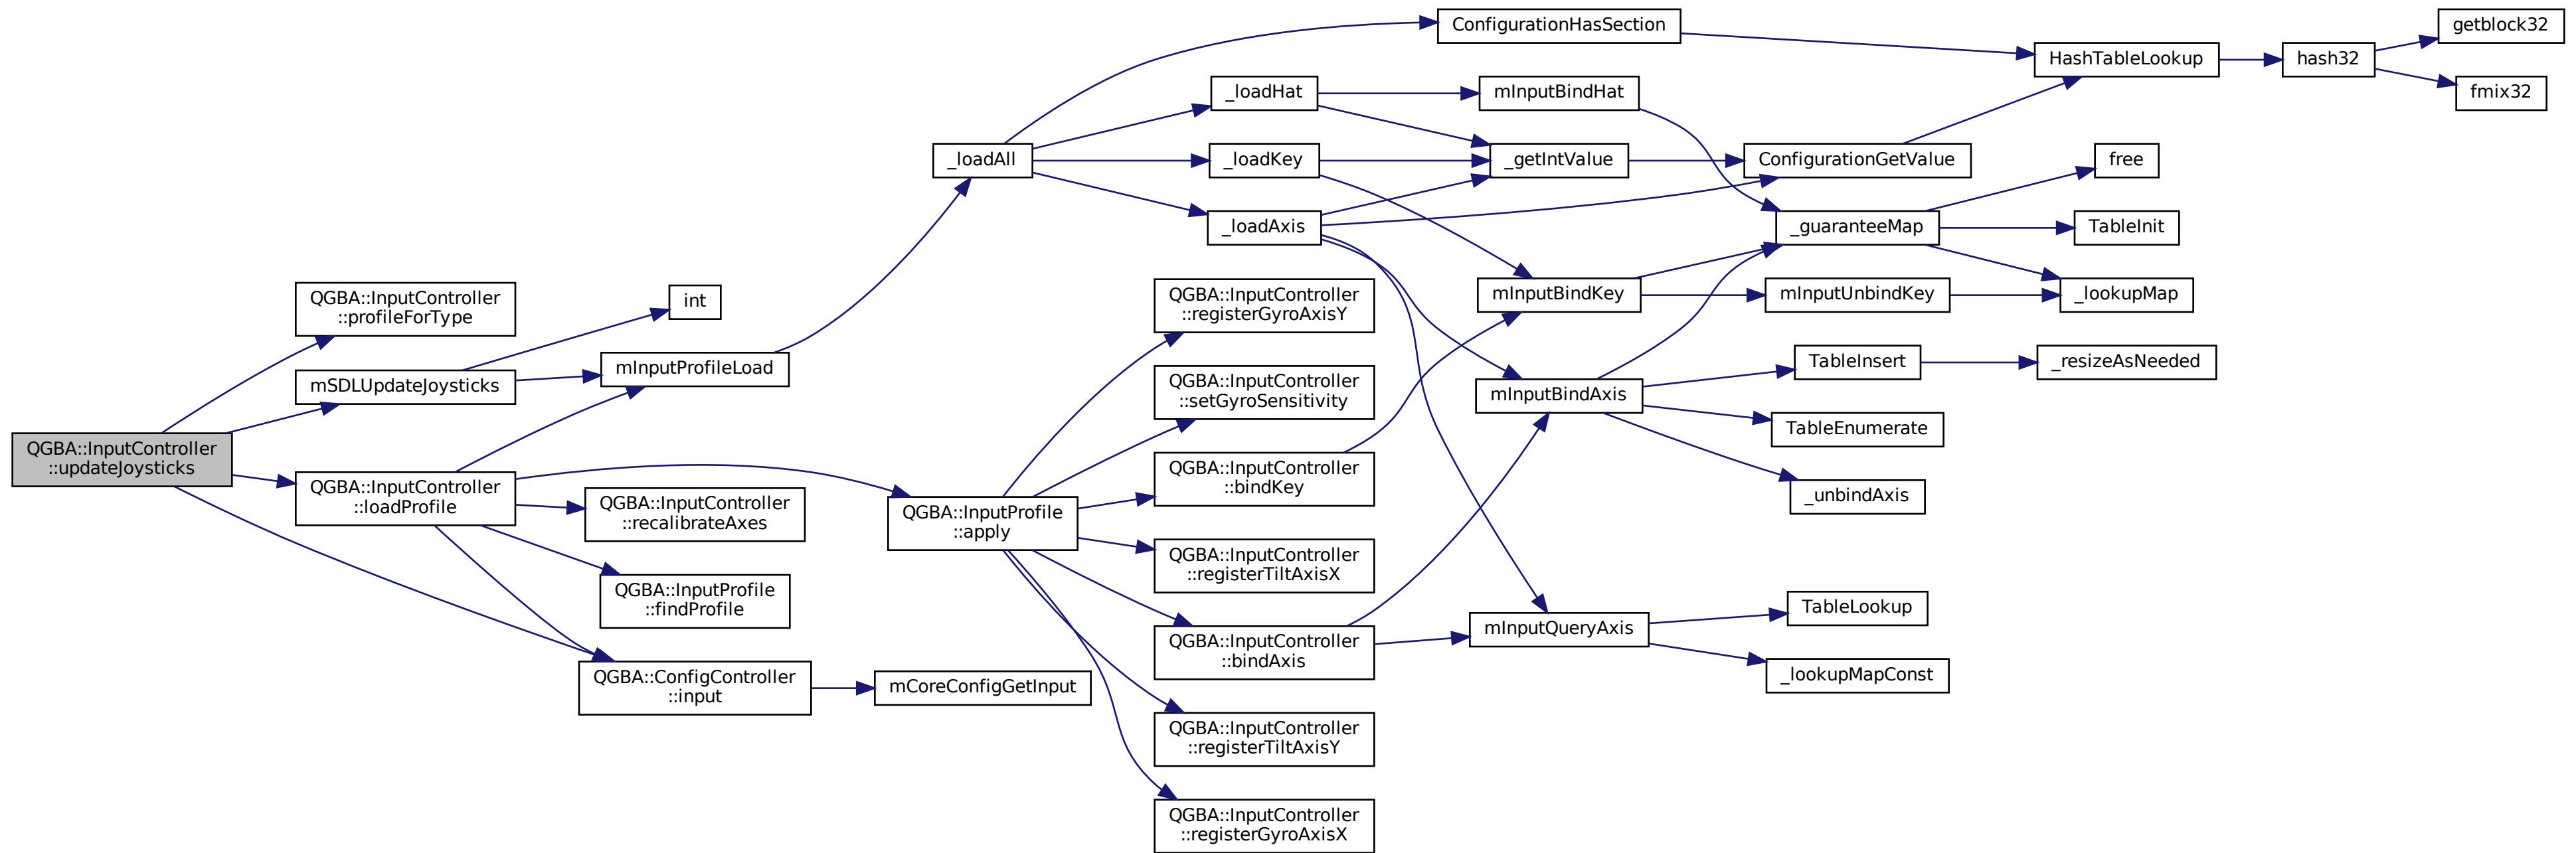 QGBA::InputController
::updateJoysticks
QGBA::InputController
::profileForType
mSDLUpdateJoysticks
QGBA::InputController
::loadProfile
int
mInputProfileLoad
QGBA::InputController
::recalibrateAxes
QGBA::InputProfile
::findProfile
QGBA::ConfigController
::input
_loadAll
QGBA::InputProfile
::apply
mCoreConfigGetInput
_loadHat
_loadKey
_loadAxis
QGBA::InputController
::registerGyroAxisY
QGBA::InputController
::setGyroSensitivity
QGBA::InputController
::bindKey
QGBA::InputController
::registerTiltAxisX
QGBA::InputController
::bindAxis
QGBA::InputController
::registerTiltAxisY
QGBA::InputController
::registerGyroAxisX
ConfigurationHasSection
mInputBindHat
_getIntValue
mInputBindKey
mInputBindAxis
mInputQueryAxis
ConfigurationGetValue
_guaranteeMap
mInputUnbindKey
TableInsert
TableEnumerate
_unbindAxis
TableLookup
_lookupMapConst
HashTableLookup
free
TableInit
_lookupMap
_resizeAsNeeded
hash32
getblock32
fmix32